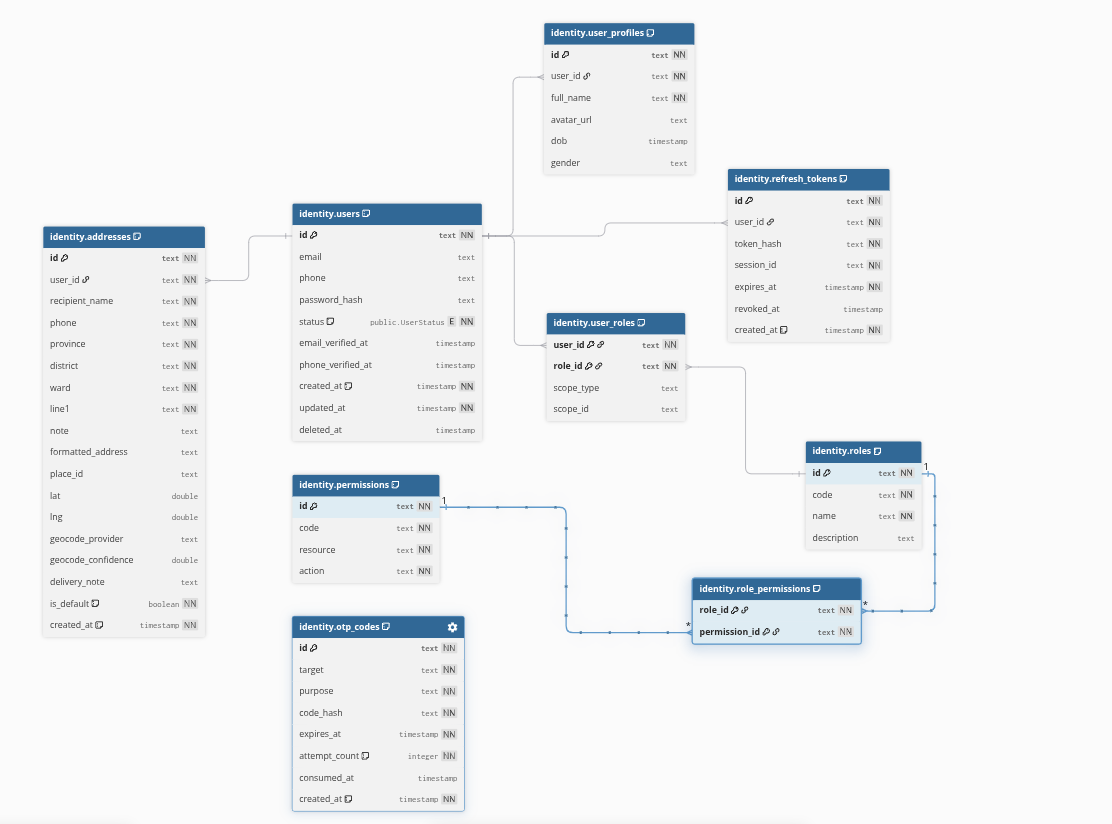 identity.user_profiles
id text NN
user_id text NN
full_name text NN
avatar_url text
dob timestamp
gender text
identity.refresh_tokens
id text NN
user_id text NN
token_hash text NN
session_id text NN
expires_at timestamp NN
revoked_at timestamp
created_at timestamp NN
identity.users
id text NN
email text
phone text
password_hash text
status public.UserStatus E NN
email_verified_at timestamp
phone_verified_at timestamp
created_at timestamp NN
updated_at timestamp NN
deleted_at timestamp
identity.addresses
id text NN
user_id text NN
recipient_name text NN
phone text NN
province text NN
district text NN
ward text NN
line1 text NN
note text
formatted_address text
place_id text
lat double
lng double
geocode_provider text
geocode_confidence double
delivery_note text
is_default boolean NN
created_at timestamp NN
identity.user_roles
user_id text NN
role_id text NN
scope_type text
scope_id text
identity.roles
id text NN
code text NN
name text NN
description text
1
identity.permissions
id text NN
code text NN
resource text NN
action text NN
1
identity.role_permissions
role_id text NN
permission_id text NN
*
*
identity.otp_codes
id text NN
target text NN
purpose text NN
code_hash text NN
expires_at timestamp NN
attempt_count integer NN
consumed_at timestamp
created_at timestamp NN